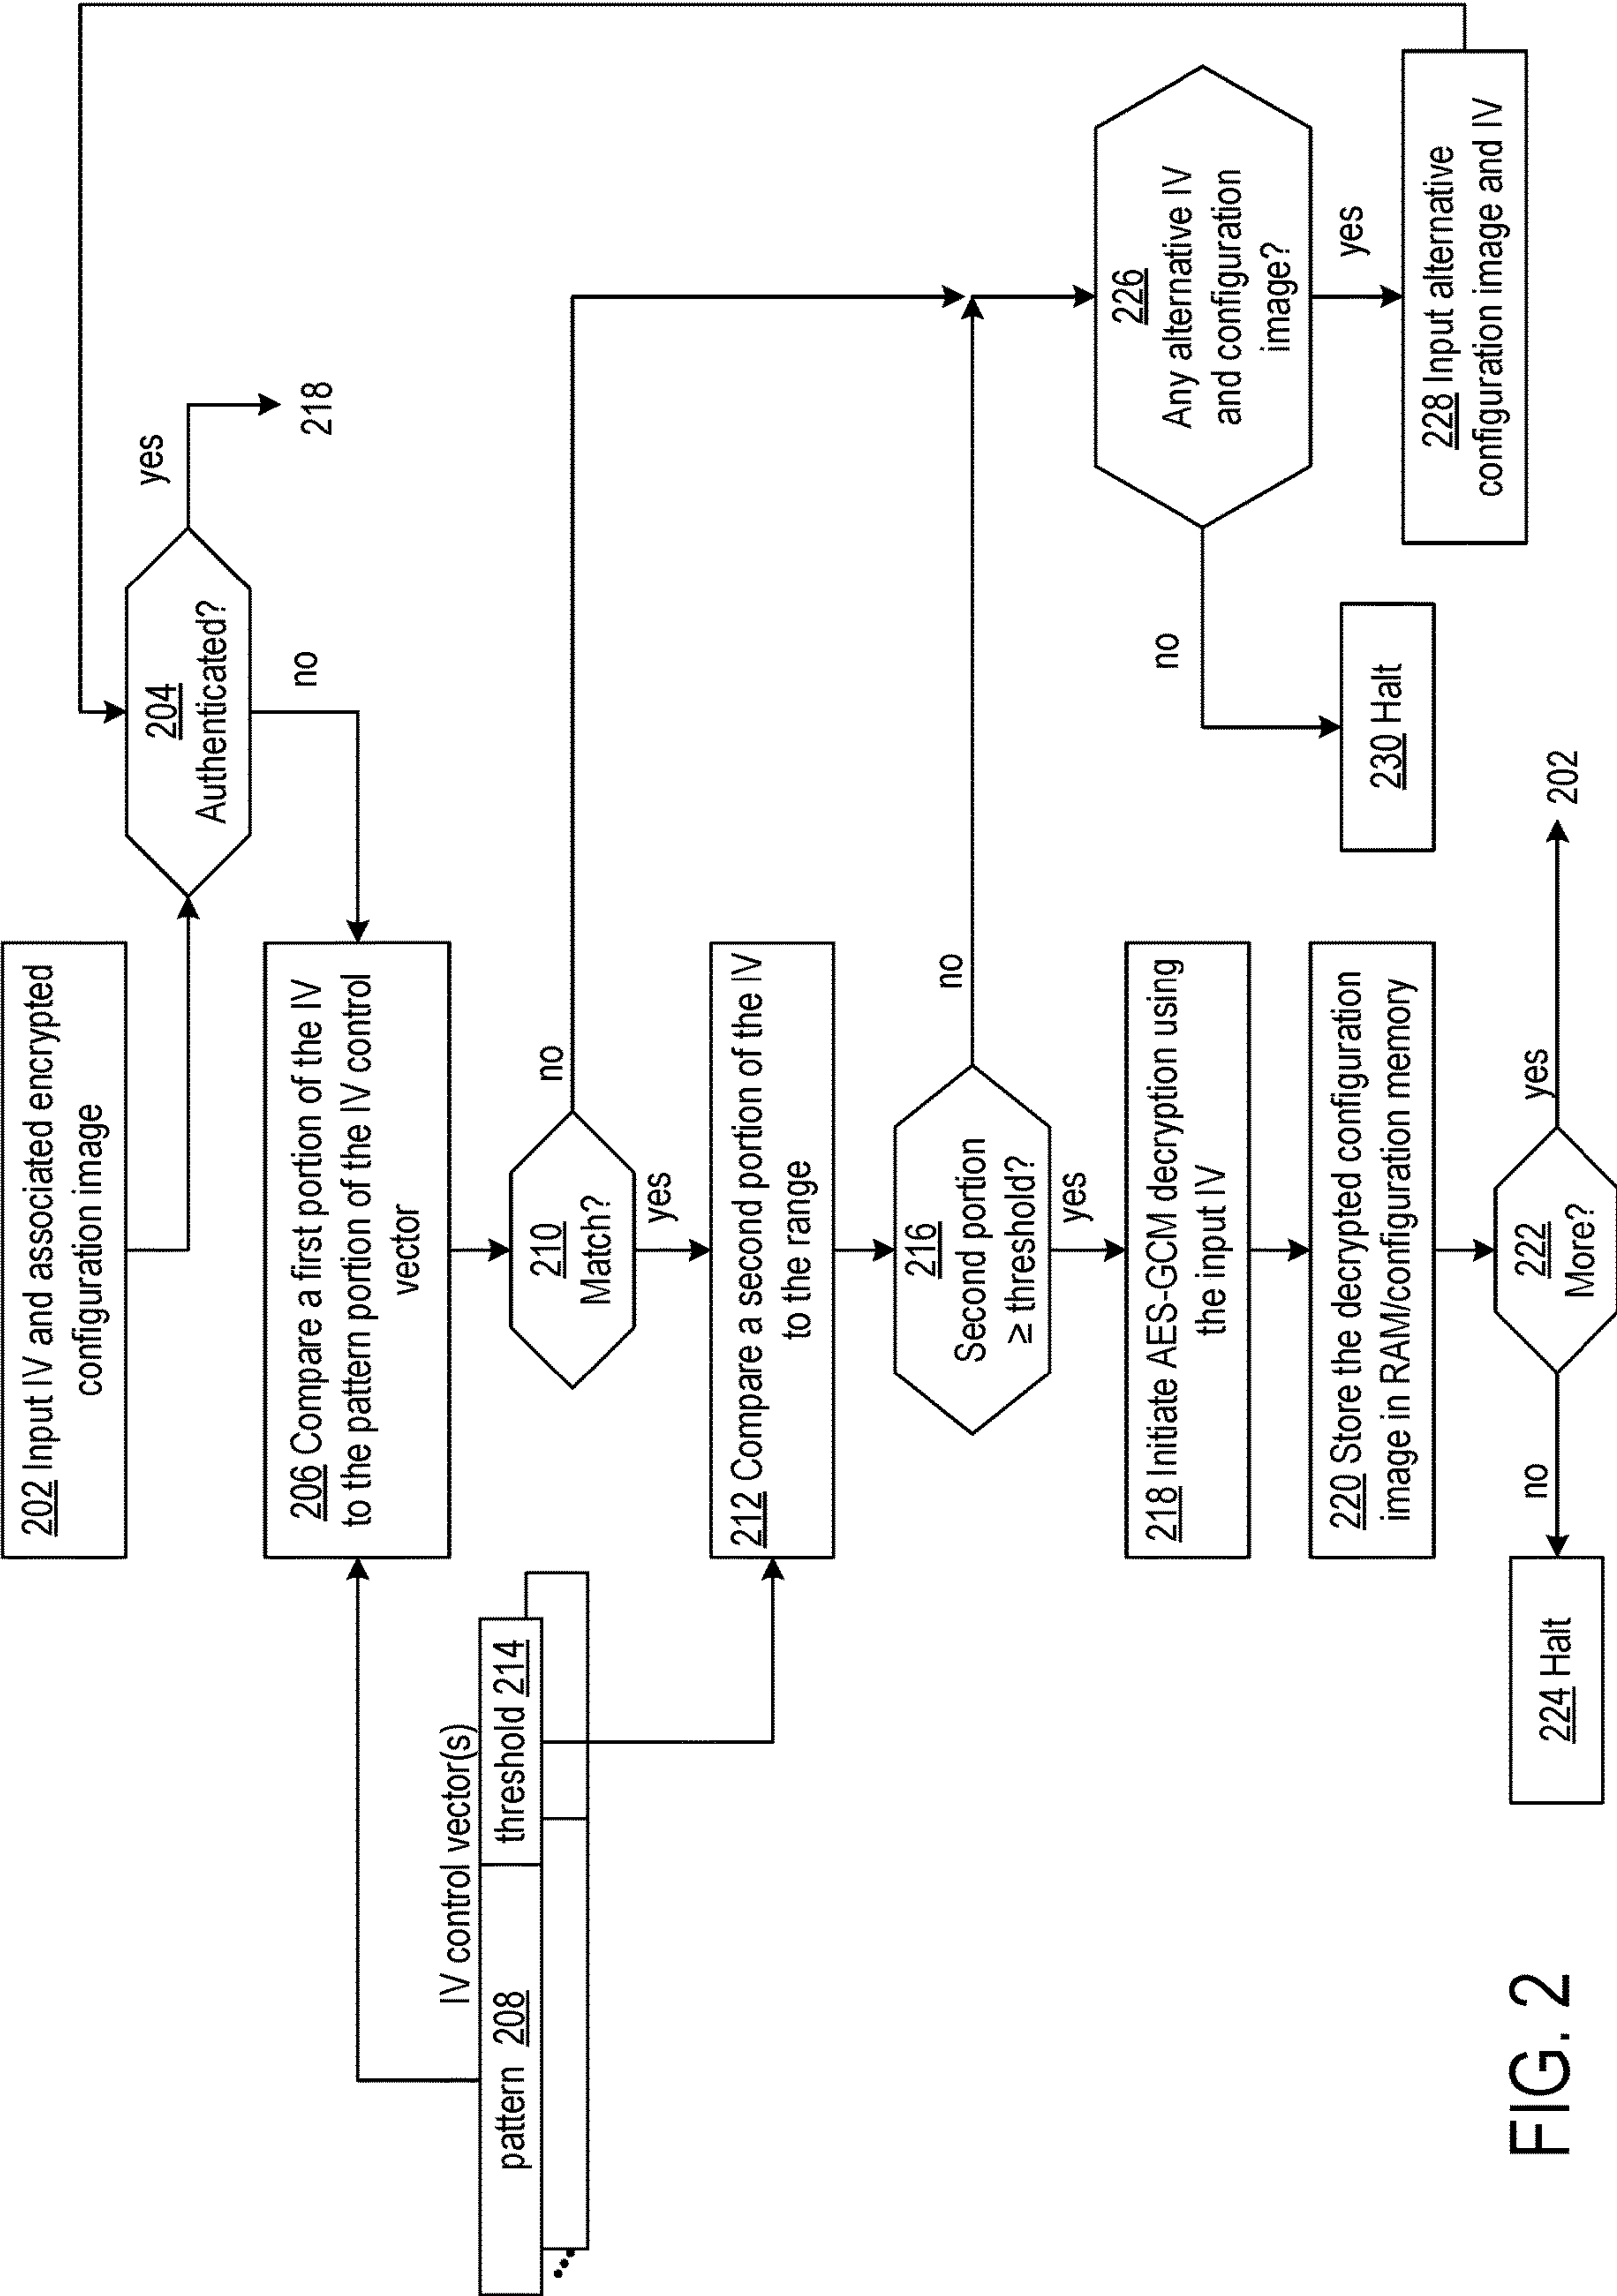 202 Input IV and associated encrypted
configuration image
204
Authenticated?
yes
218
no
206 Compare a first portion of the IV
to the pattern portion of the IV control
vector
IV control vector(s)
pattern 208
threshold 214
210
Match?
no
yes
212 Compare a second portion of the IV
to the range
216
Second portion
≥ threshold?
no
yes
226
Any alternative IV
and configuration
image?
no
yes
230 Halt
228 Input alternative
configuration image and IV
218 Initiate AES-GCM decryption using
the input IV
220 Store the decrypted configuration
image in RAM/configuration memory
222
More?
no
yes
202
224 Halt
FIG. 2